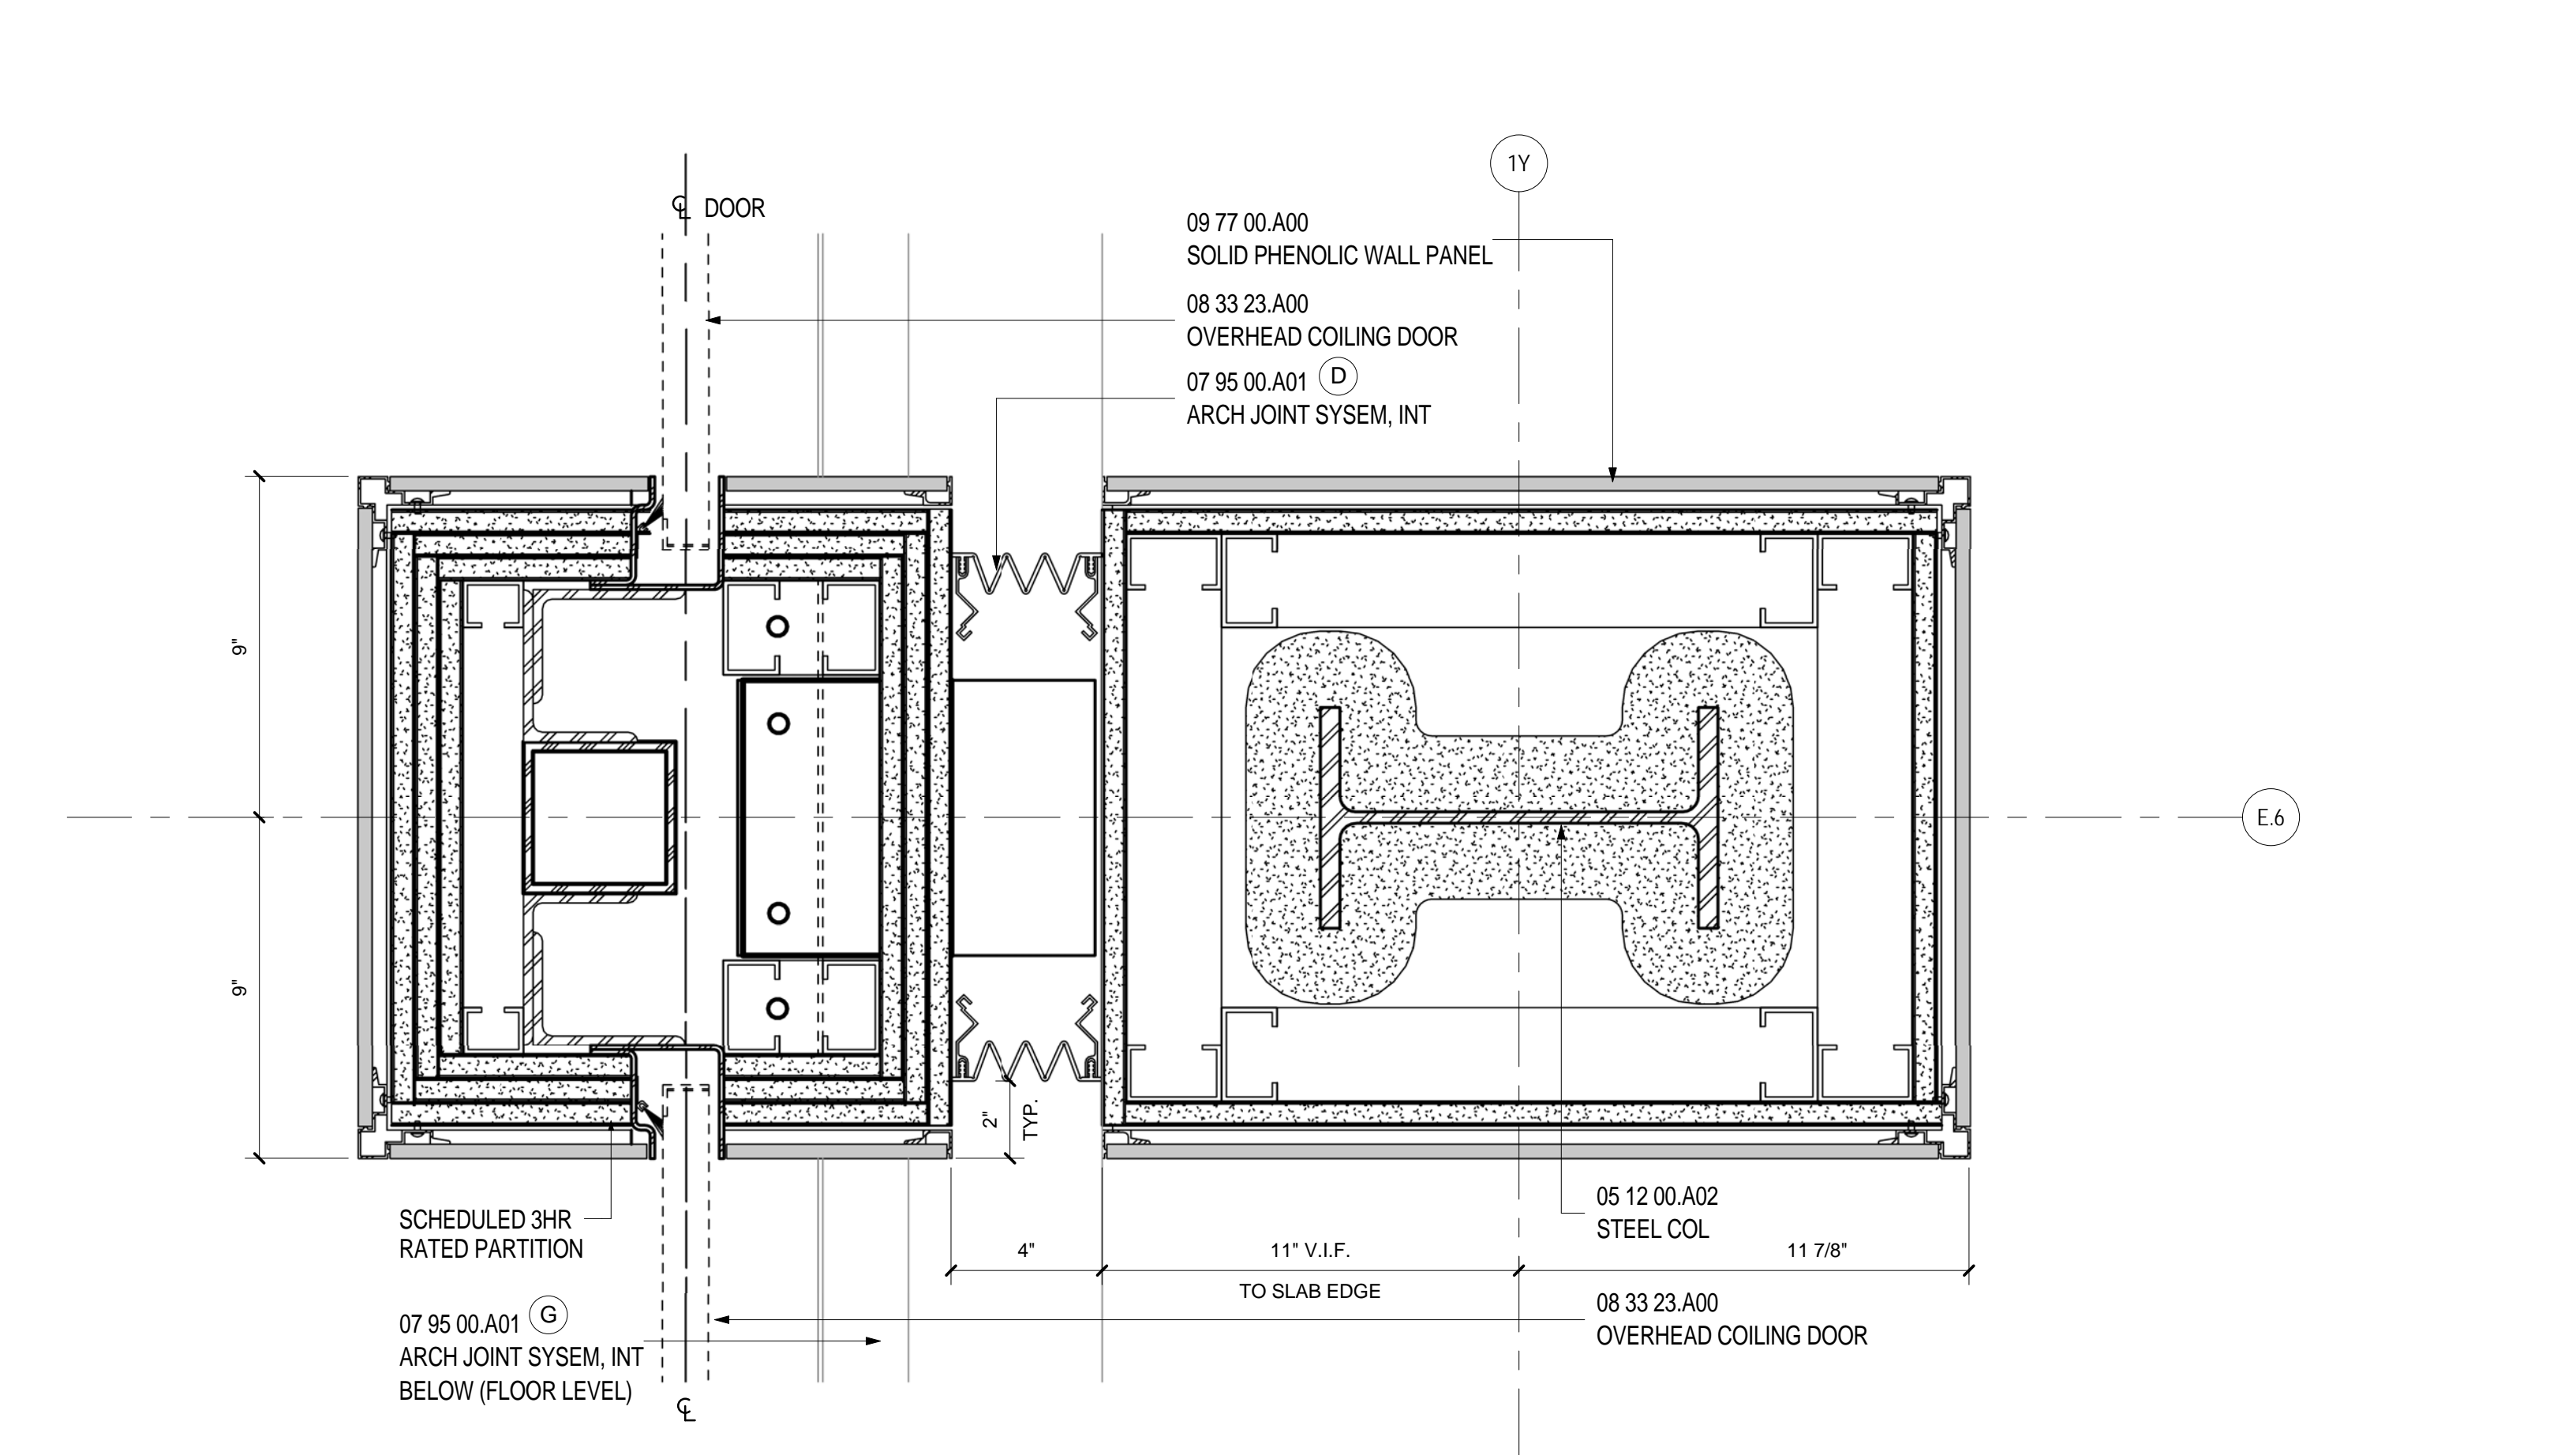 1Y
℄ DOOR
09 77 00.A00
SOLID PHENOLIC WALL PANEL
08 33 23.A00
OVERHEAD COILING DOOR
07 95 00.A01 D
ARCH JOINT SYSEM, INT
9"
E.6
9"
2"
TYP.
SCHEDULED 3HR
RATED PARTITION
05 12 00.A02
STEEL COL
4"
11" V.I.F.
11 7/8"
TO SLAB EDGE
08 33 23.A00
OVERHEAD COILING DOOR
07 95 00.A01 G
ARCH JOINT SYSEM, INT
BELOW (FLOOR LEVEL)
℄